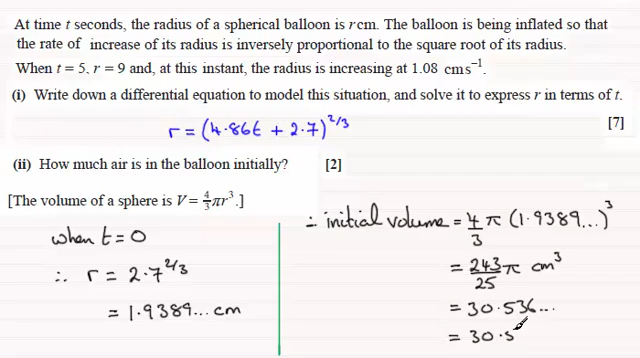 At time t seconds, the radius of a spherical balloon is r cm. The balloon is being inflated so that
the rate of increase of its radius is inversely proportional to the square root of its radius.
When t = 5, r = 9 and, at this instant, the radius is increasing at 1.08 cm s⁻¹.
(i) Write down a differential equation to model this situation, and solve it to express r in terms of t.
[7]
r = (4.86t + 2.7)^2/3
(ii) How much air is in the balloon initially? [2]
[The volume of a sphere is V = 4/3 πr³.]
when t = 0
∴ r = 2.7^2/3
= 1.9389... cm
∴ initial volume = 4/3 π (1.9389...)³
= 243/25 π cm³
= 30.536...
= 30.5